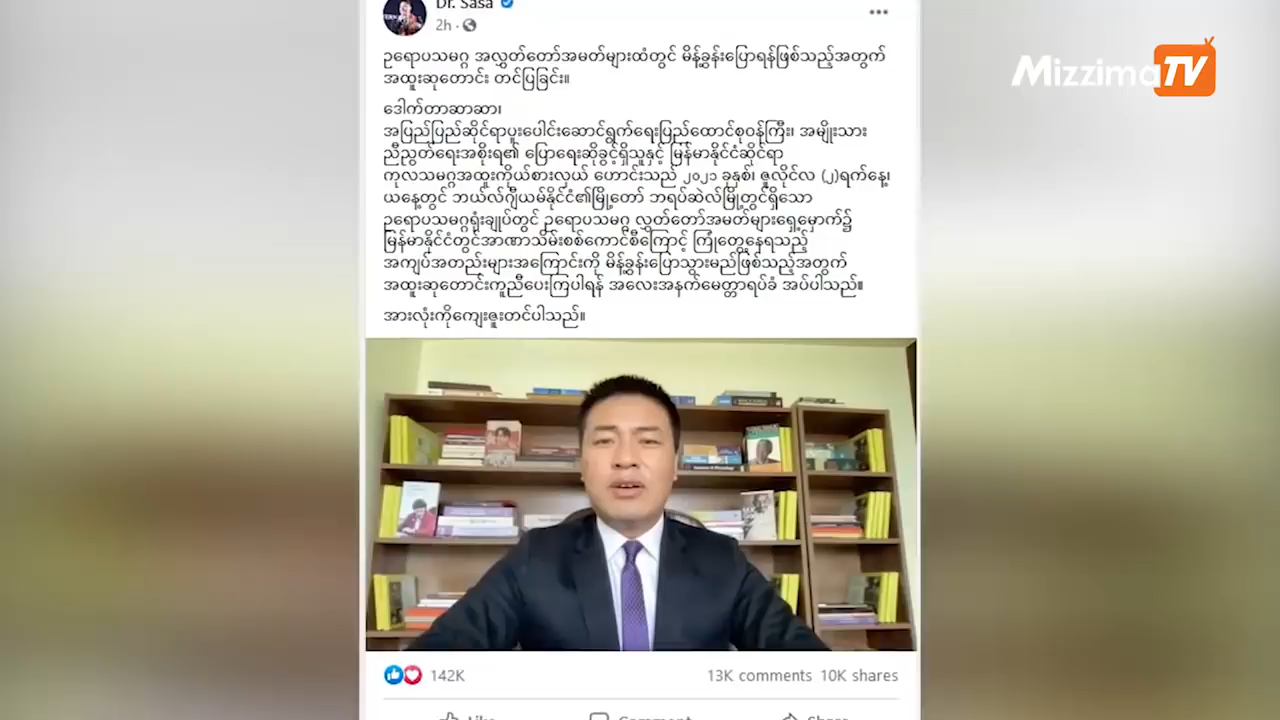 Dr. Sasa
2h
Mizzima TV
ဥရောပသမဂ္ဂ အလွှတ်တော်အမတ်များထံတွင် မိန့်ခွန်းပြောရန်ဖြစ်သည့်အတွက်
အထူးဆုတောင်း တင်ပြခြင်း။
ဒေါက်တာဆာဆာ၊
အပြည်ပြည်ဆိုင်ရာပူးပေါင်းဆောင်ရွက်ရေးပြည်ထောင်စုဝန်ကြီး၊ အမျိုးသား
ညီညွတ်ရေးအစိုးရ၏ ပြောရေးဆိုခွင့်ရှိသူနှင့် မြန်မာနိုင်ငံဆိုင်ရာ
ကုလသမဂ္ဂအထူးကိုယ်စားလှယ် ဟောင်းသည် ၂၀၂၁ ခုနှစ်၊ ဇူလိုင်လ (၂)ရက်နေ့၊
ယနေ့တွင် ဘယ်လ်ဂျီယမ်နိုင်ငံ၏မြို့တော် ဘရပ်ဆဲလ်မြို့တွင်ရှိသော
ဥရောပသမဂ္ဂရုံးချုပ်တွင် ဥရောပသမဂ္ဂ လွှတ်တော်အမတ်များရှေ့မှောက်၌
မြန်မာနိုင်ငံတွင်အာဏာသိမ်းစစ်ကောင်စီကြောင့် ကြုံတွေ့နေရသည့်
အကျပ်အတည်းများအကြောင်းကို မိန့်ခွန်းပြောသွားမည်ဖြစ်သည့်အတွက်
အထူးဆုတောင်းကူညီပေးကြပါရန် အလေးအနက်မေတ္တာရပ်ခံ အပ်ပါသည်။
အားလုံးကိုကျေးဇူးတင်ပါသည်။
142K
13K comments 10K shares
Like Comment Share